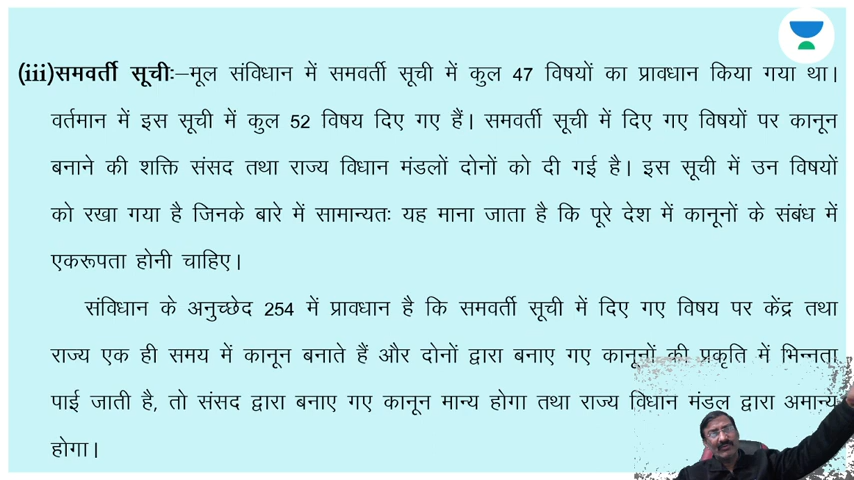 (iii)समवर्ती सूचीः–मूल संविधान में समवर्ती सूची में कुल 47 विषयों का प्रावधान किया गया था।
वर्तमान में इस सूची में कुल 52 विषय दिए गए हैं। समवर्ती सूची में दिए गए विषयों पर कानून
बनाने की शक्ति संसद तथा राज्य विधान मंडलों दोनों को दी गई है। इस सूची में उन विषयों
को रखा गया है जिनके बारे में सामान्यतः यह माना जाता है कि पूरे देश में कानूनों के संबंध में
एकरूपता होनी चाहिए।
संविधान के अनुच्छेद 254 में प्रावधान है कि समवर्ती सूची में दिए गए विषय पर केंद्र तथा
राज्य एक ही समय में कानून बनाते हैं और दोनों द्वारा बनाए गए कानूनों की प्रकृति में भिन्नता
पाई जाती है, तो संसद द्वारा बनाए गए कानून मान्य होगा तथा राज्य विधान मंडल द्वारा अमान्य
होगा।